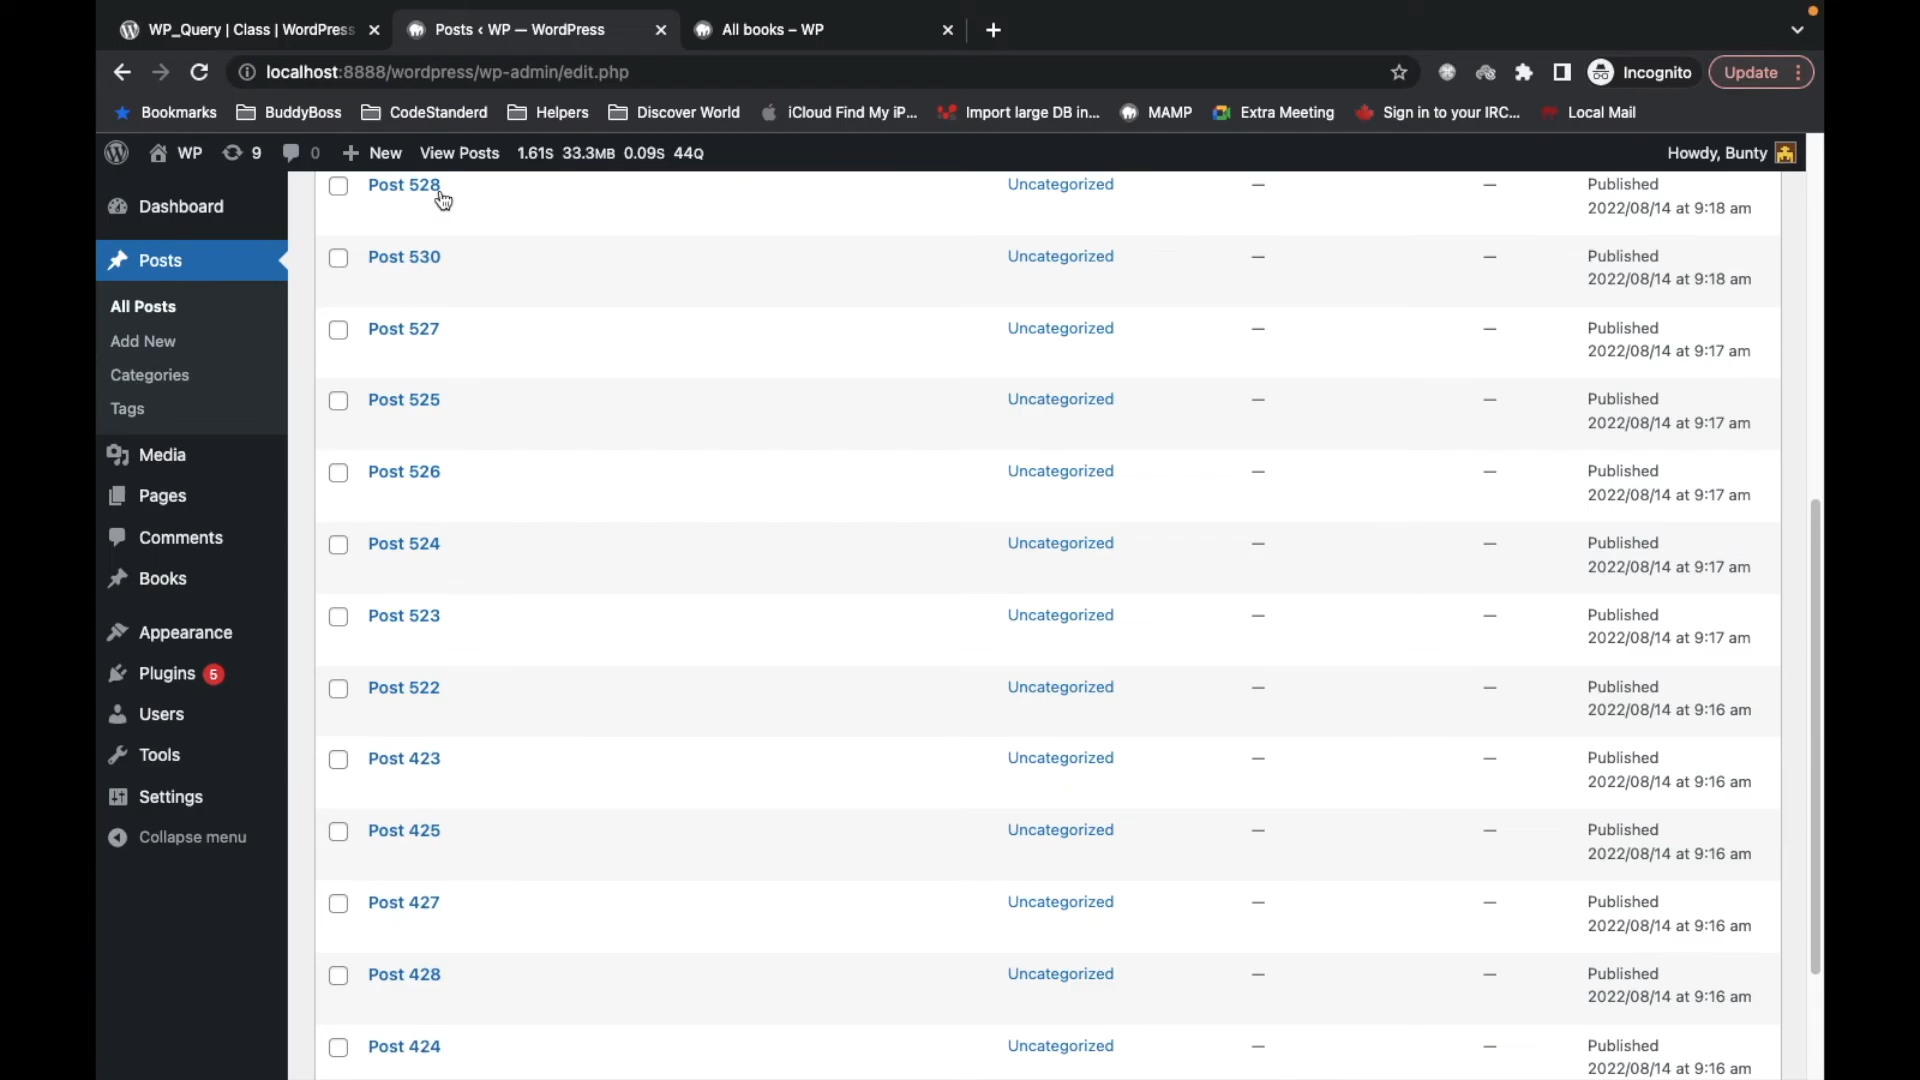 WP_Query | Class | WordPress
Posts ‹ WP — WordPress
All books – WP
localhost:8888/wordpress/wp-admin/edit.php
Incognito
Update
Bookmarks
BuddyBoss
CodeStanderd
Helpers
Discover World
iCloud Find My iP...
Import large DB in...
MAMP
Extra Meeting
Sign in to your IRC...
Local Mail
WP
9
0
New
View Posts
1.61S 33.3MB 0.09S 44Q
Howdy, Bunty
Dashboard
Posts
All Posts
Add New
Categories
Tags
Media
Pages
Comments
Books
Appearance
Plugins 5
Users
Tools
Settings
Collapse menu
Post 528 Uncategorized — — Published
2022/08/14 at 9:18 am
Post 530 Uncategorized — — Published
2022/08/14 at 9:18 am
Post 527 Uncategorized — — Published
2022/08/14 at 9:17 am
Post 525 Uncategorized — — Published
2022/08/14 at 9:17 am
Post 526 Uncategorized — — Published
2022/08/14 at 9:17 am
Post 524 Uncategorized — — Published
2022/08/14 at 9:17 am
Post 523 Uncategorized — — Published
2022/08/14 at 9:17 am
Post 522 Uncategorized — — Published
2022/08/14 at 9:16 am
Post 423 Uncategorized — — Published
2022/08/14 at 9:16 am
Post 425 Uncategorized — — Published
2022/08/14 at 9:16 am
Post 427 Uncategorized — — Published
2022/08/14 at 9:16 am
Post 428 Uncategorized — — Published
2022/08/14 at 9:16 am
Post 424 Uncategorized — — Published
2022/08/14 at 9:16 am